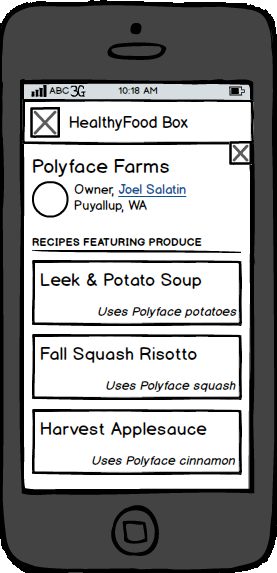 ABC 3G 10:18 AM
HealthyFood Box
Polyface Farms
Owner, Joel Salatin
Puyallup, WA
RECIPES FEATURING PRODUCE
Leek & Potato Soup
Uses Polyface potatoes
Fall Squash Risotto
Uses Polyface squash
Harvest Applesauce
Uses Polyface cinnamon